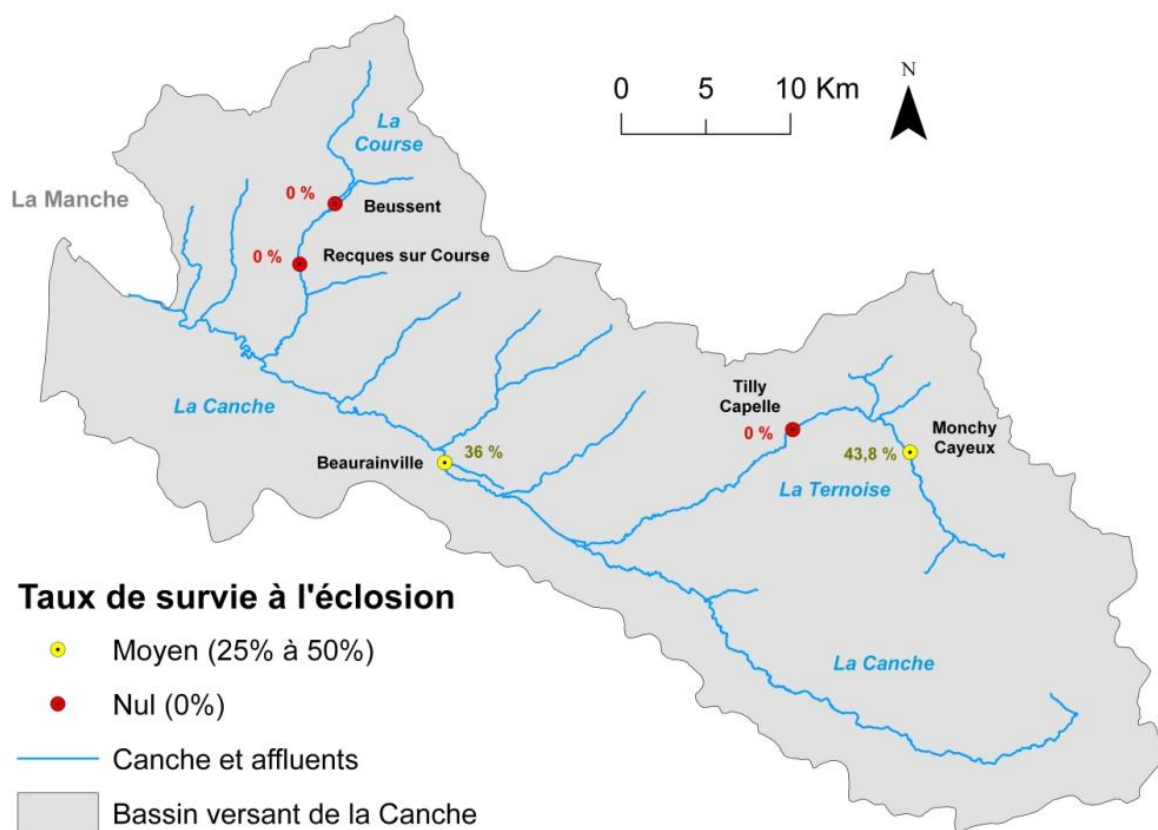 0 5 10 Km
N
La
Course
La Manche
0 %
Beussent
0 %
Recques sur Course
La Canche
Tilly
Capelle
0 %
Monchy
Cayeux
43,8 %
Beaurainville
36 %
La Ternoise
La Canche
Taux de survie à l'éclosion
Moyen (25% à 50%)
Nul (0%)
Canche et affluents
Bassin versant de la Canche